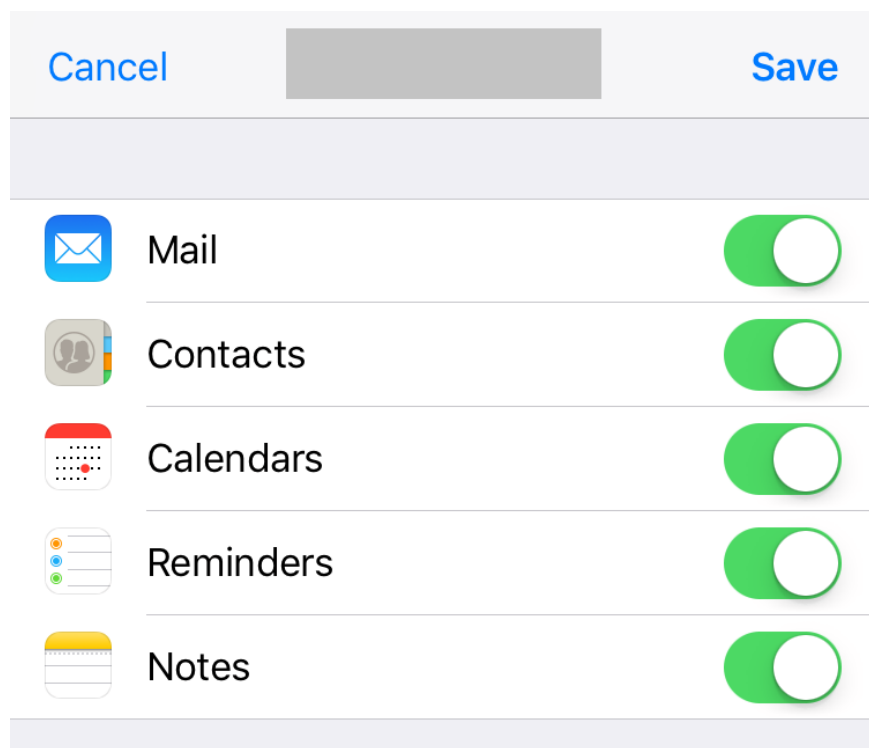 Cancel Save
Mail
Contacts
Calendars
Reminders
Notes